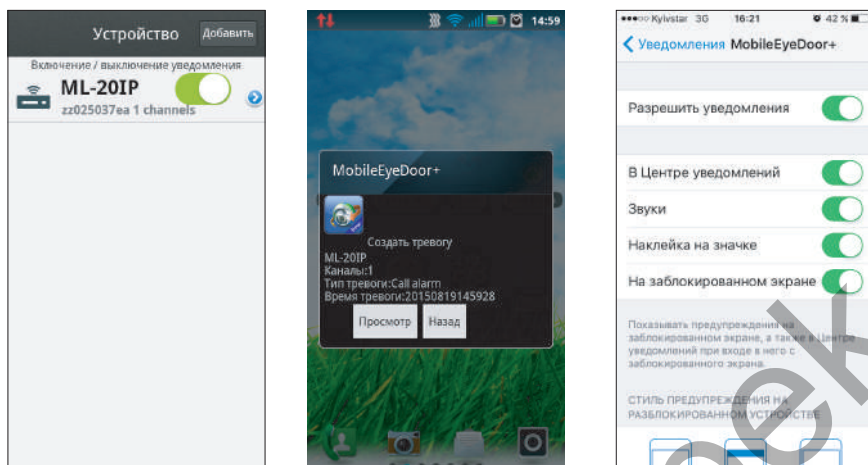 Устройство
Добавить
Включение / выключение уведомления
ML-20IP
zz025037ea 1 channels
14:59
MobileEyeDoor+
Создать тревогу
ML-20IP
Каналы:1
Тип тревоги:Call alarm
Время тревоги:20150819145928
Просмотр Назад
Kyivstar 3G 16:21 42 %
Уведомления MobileEyeDoor+
Разрешить уведомления
В Центре уведомлений
Звуки
Наклейка на значке
На заблокированном экране
Показывать предупреждения на
заблокированном экране, а также в Центре
уведомлений при входе в него с
заблокированного экрана.
СТИЛЬ ПРЕДУПРЕЖДЕНИЯ НА
РАЗБЛОКИРОВАННОМ УСТРОЙСТВЕ